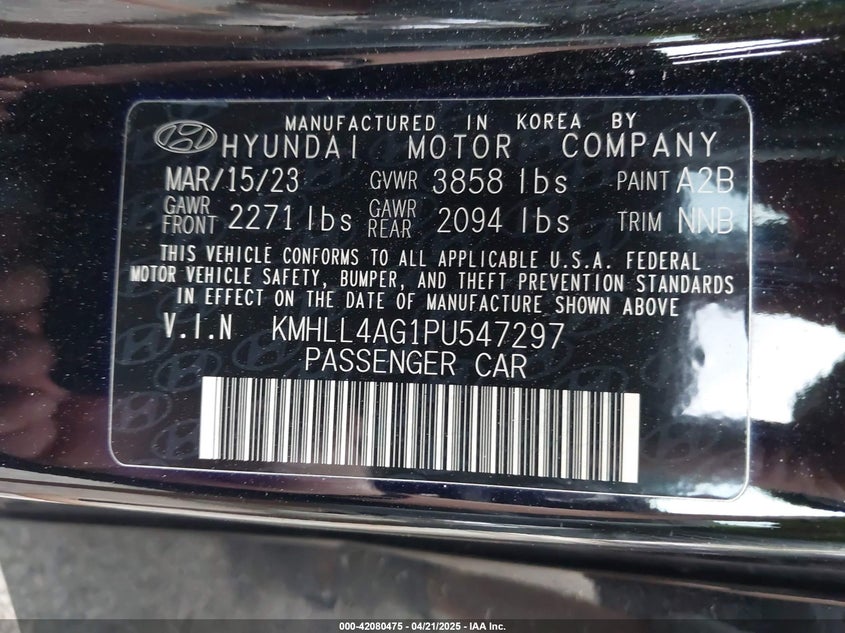 MANUFACTURED IN KOREA BY
HYUNDAI MOTOR COMPANY
MAR/15/23 GVWR 3858 lbs PAINT A2B
GAWR FRONT 2271 lbs GAWR REAR 2094 lbs TRIM NNB
THIS VEHICLE CONFORMS TO ALL APPLICABLE U.S.A. FEDERAL
MOTOR VEHICLE SAFETY, BUMPER, AND THEFT PREVENTION STANDARDS
IN EFFECT ON THE DATE OF MANUFACTURE SHOWN ABOVE
V.I.N KMHLL4AG1PU547297
PASSENGER CAR
000-42080475 - 04/21/2025 - IAA Inc.